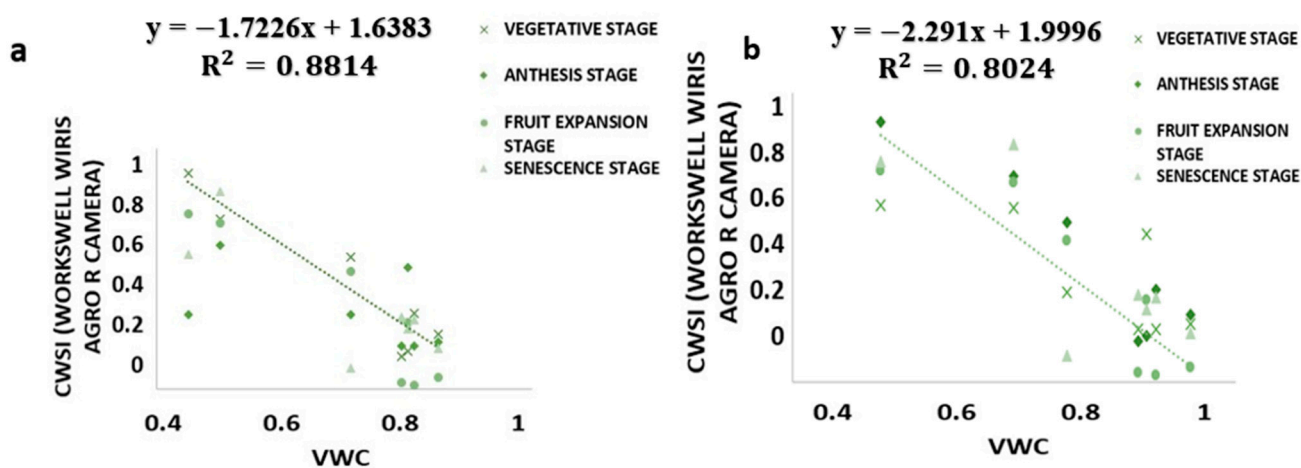 a
y = −1.7226x + 1.6383
R² = 0.8814
VEGETATIVE STAGE
ANTHESIS STAGE
FRUIT EXPANSION
STAGE
SENESCENCE STAGE
CWSI (WORKSWELL WIRIS
AGRO R CAMERA)
1
0.8
0.6
0.4
0.2
0
0.4 0.6 0.8 1
VWC
b
y = −2.291x + 1.9996
R² = 0.8024
VEGETATIVE STAGE
ANTHESIS STAGE
FRUIT EXPANSION
STAGE
SENESCENCE STAGE
CWSI (WORKSWELL WIRIS
AGRO R CAMERA)
1
0.8
0.6
0.4
0.2
0
0.4 0.6 0.8 1
VWC